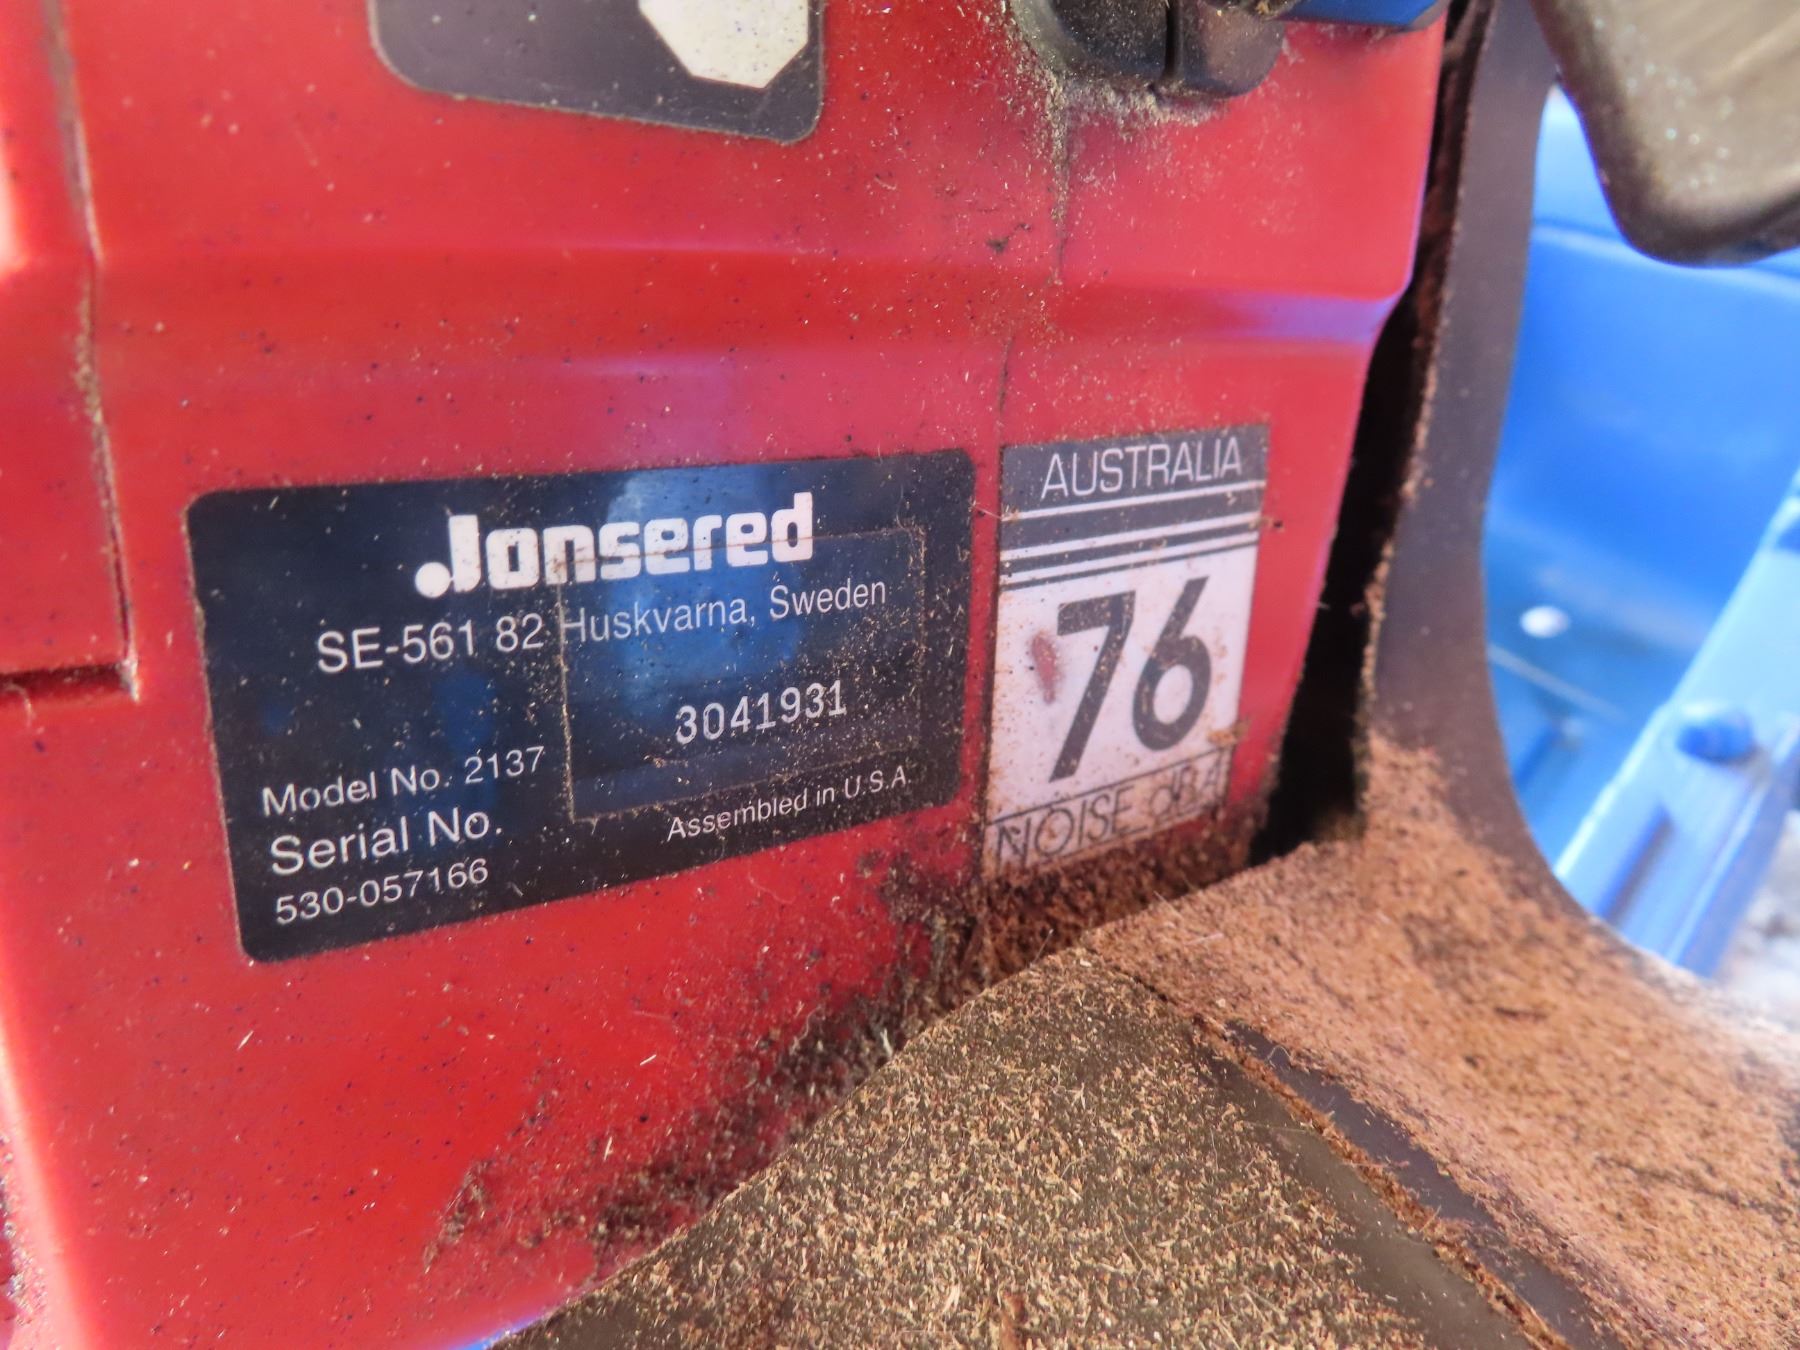 Jonsered
SE-561 82 Huskvarna, Sweden
3041931
Model No. 2137
Serial No.
530-057166
Assembled in U.S.A.
AUSTRALIA
76
NOISE dBA